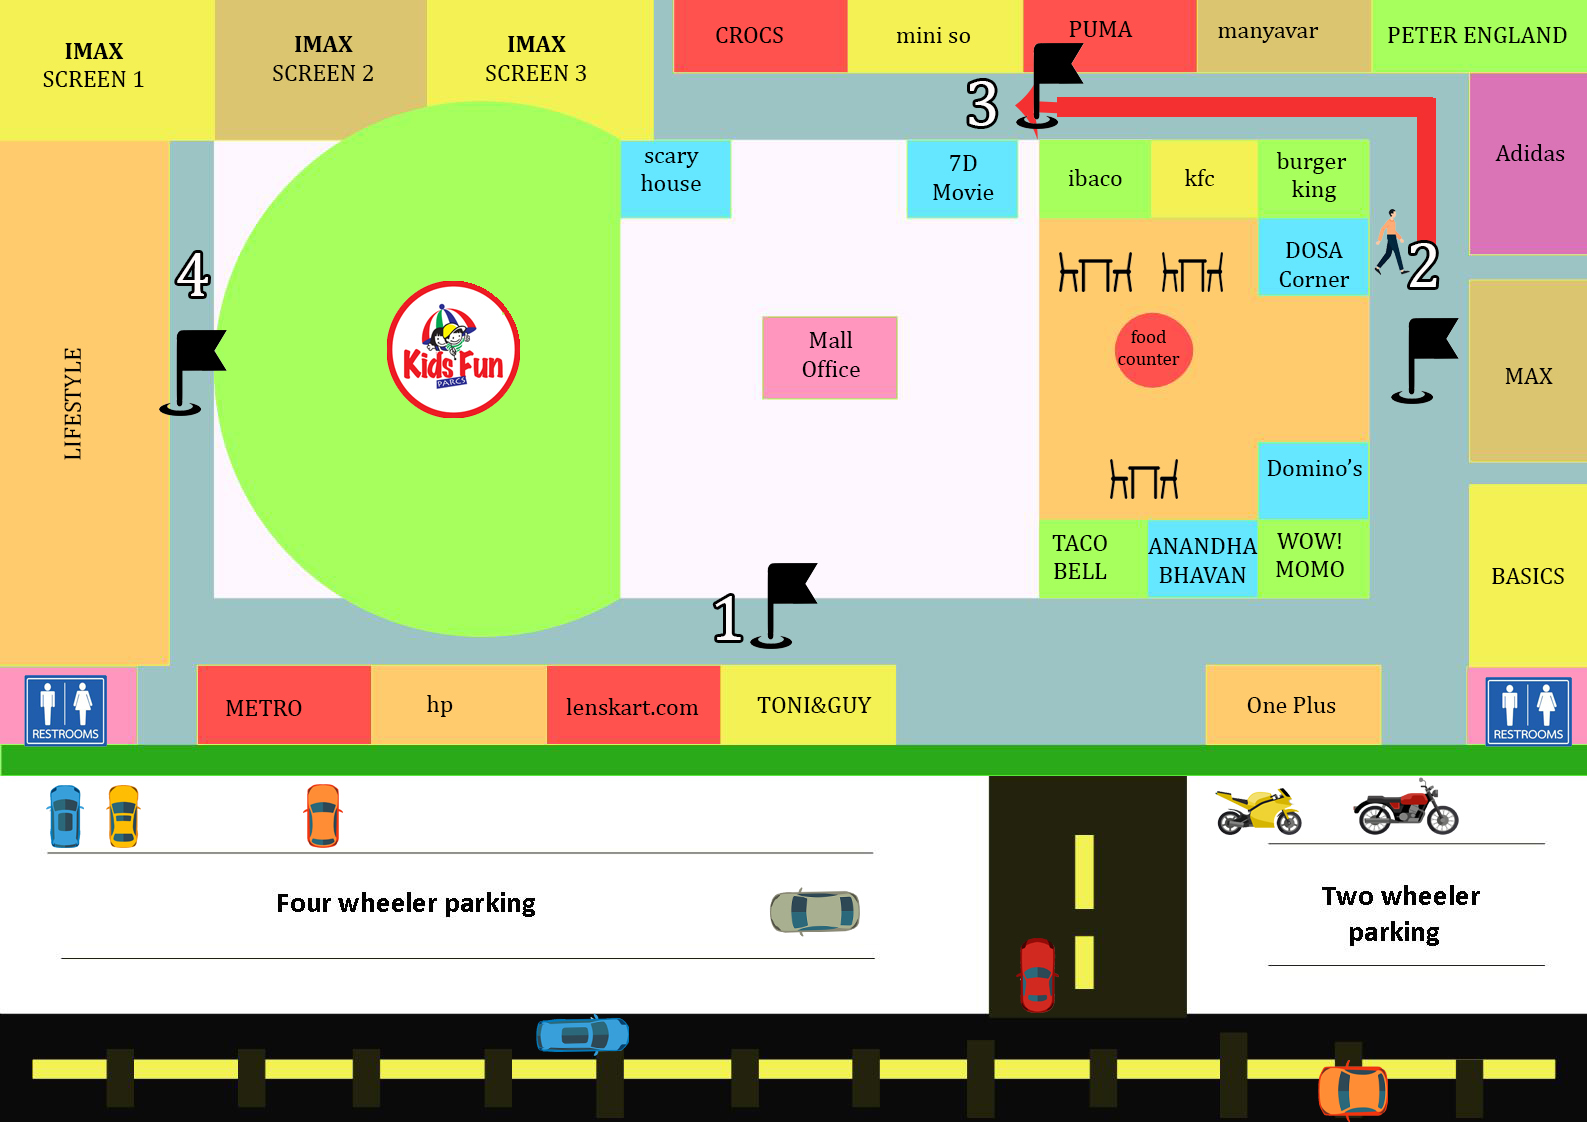 IMAX
SCREEN 1
IMAX
SCREEN 2
IMAX
SCREEN 3
CROCS
mini so
PUMA
manyavar
PETER ENGLAND
3
scary
house
7D
Movie
ibaco
kfc
burger
king
Adidas
4
DOSA
Corner
2
LIFESTYLE
Kids Fun
PARCS
Mall
Office
food
counter
MAX
Domino's
TACO
BELL
ANANDHA
BHAVAN
WOW!
MOMO
BASICS
1
RESTROOMS
METRO
hp
lenskart.com
TONI&GUY
One Plus
RESTROOMS
Four wheeler parking
Two wheeler
parking